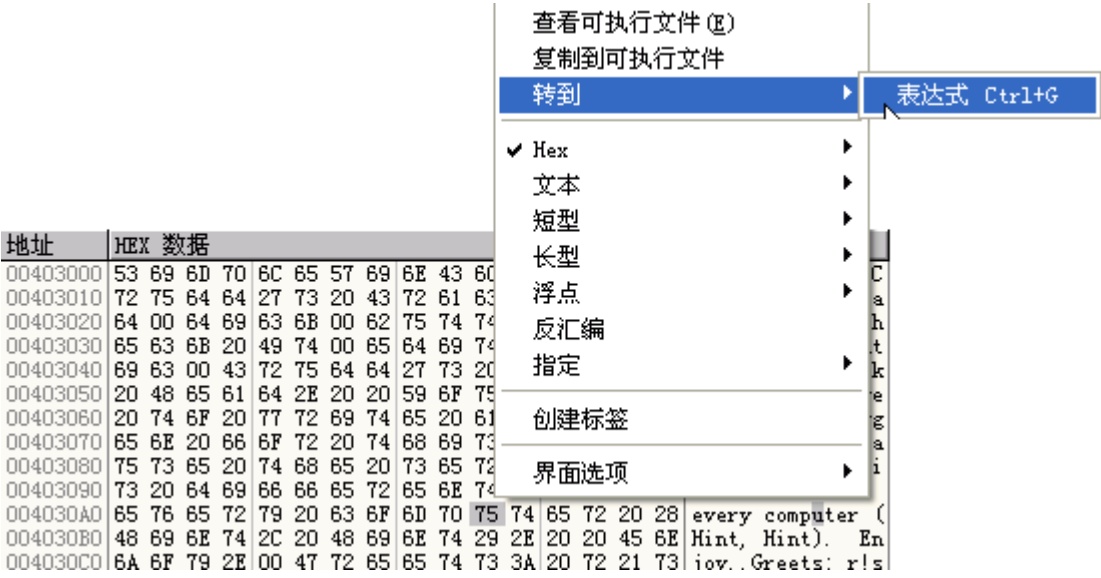 查看可执行文件(E)
复制到可执行文件
转到 表达式 Ctrl+G
Hex
文本
短型
长型
浮点
反汇编
指定
创建标签
界面选项
地址 HEX 数据
00403000 53 69 6D 70 6C 65 57 69 6E 43 60 C
00403010 72 75 64 64 27 73 20 43 72 61 63 a
00403020 64 00 64 69 63 6B 00 62 75 74 74 h
00403030 65 63 6B 20 49 74 00 65 64 69 74 t
00403040 69 63 00 43 72 75 64 64 27 73 20 k
00403050 20 48 65 61 64 2E 20 20 59 6F 75 e
00403060 20 74 6F 20 77 72 69 74 65 20 61 g
00403070 65 6E 20 66 6F 72 20 74 68 69 73 a
00403080 75 73 65 20 74 68 65 20 73 65 72 i
00403090 73 20 64 69 66 66 65 72 65 6E 74
004030A0 65 76 65 72 79 20 63 6F 6D 70 75 74 65 72 20 28 every computer (
004030B0 48 69 6E 74 2C 20 48 69 6E 74 29 2E 20 20 45 6E Hint, Hint). En
004030C0 6A 6F 79 2E 00 47 72 65 65 74 73 3A 20 72 21 73 joy..Greets: r!s